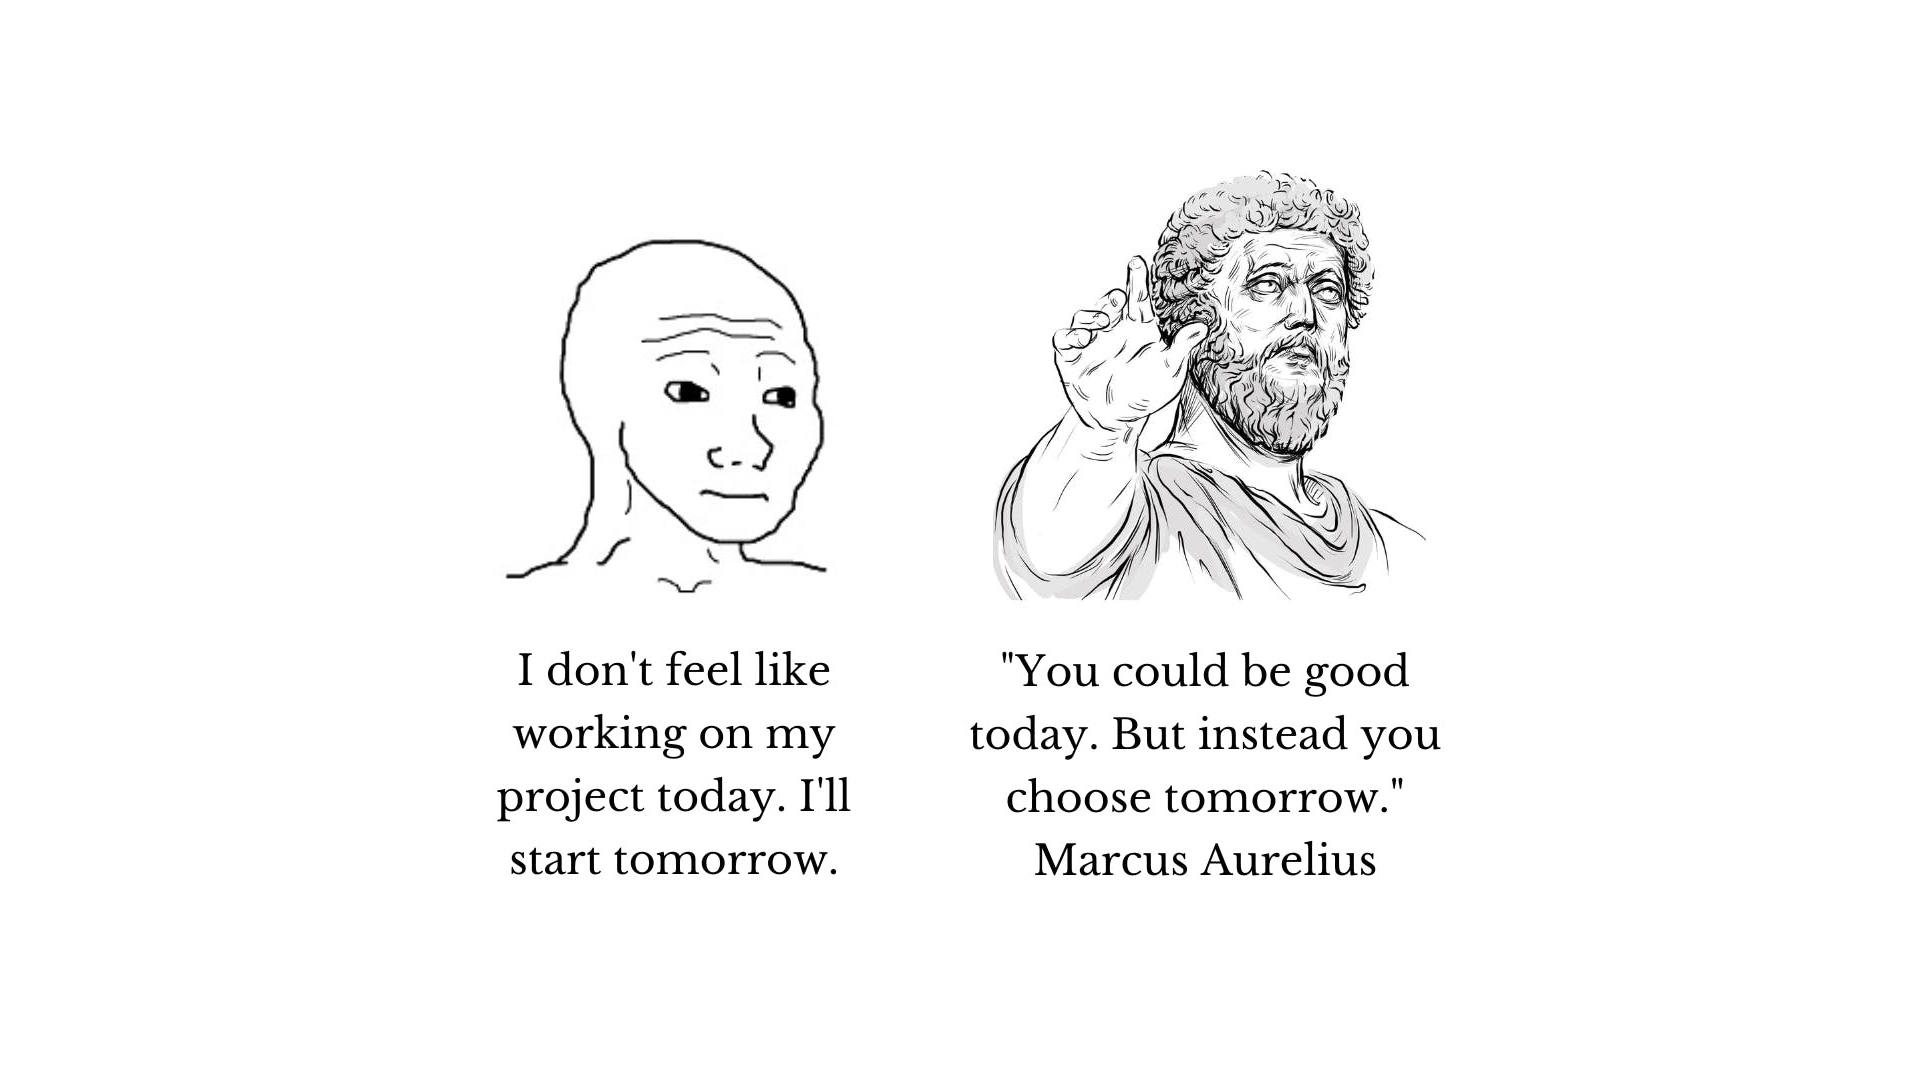 I don't feel like
working on my
project today. I'll
start tomorrow.
"You could be good
today. But instead you
choose tomorrow."
Marcus Aurelius